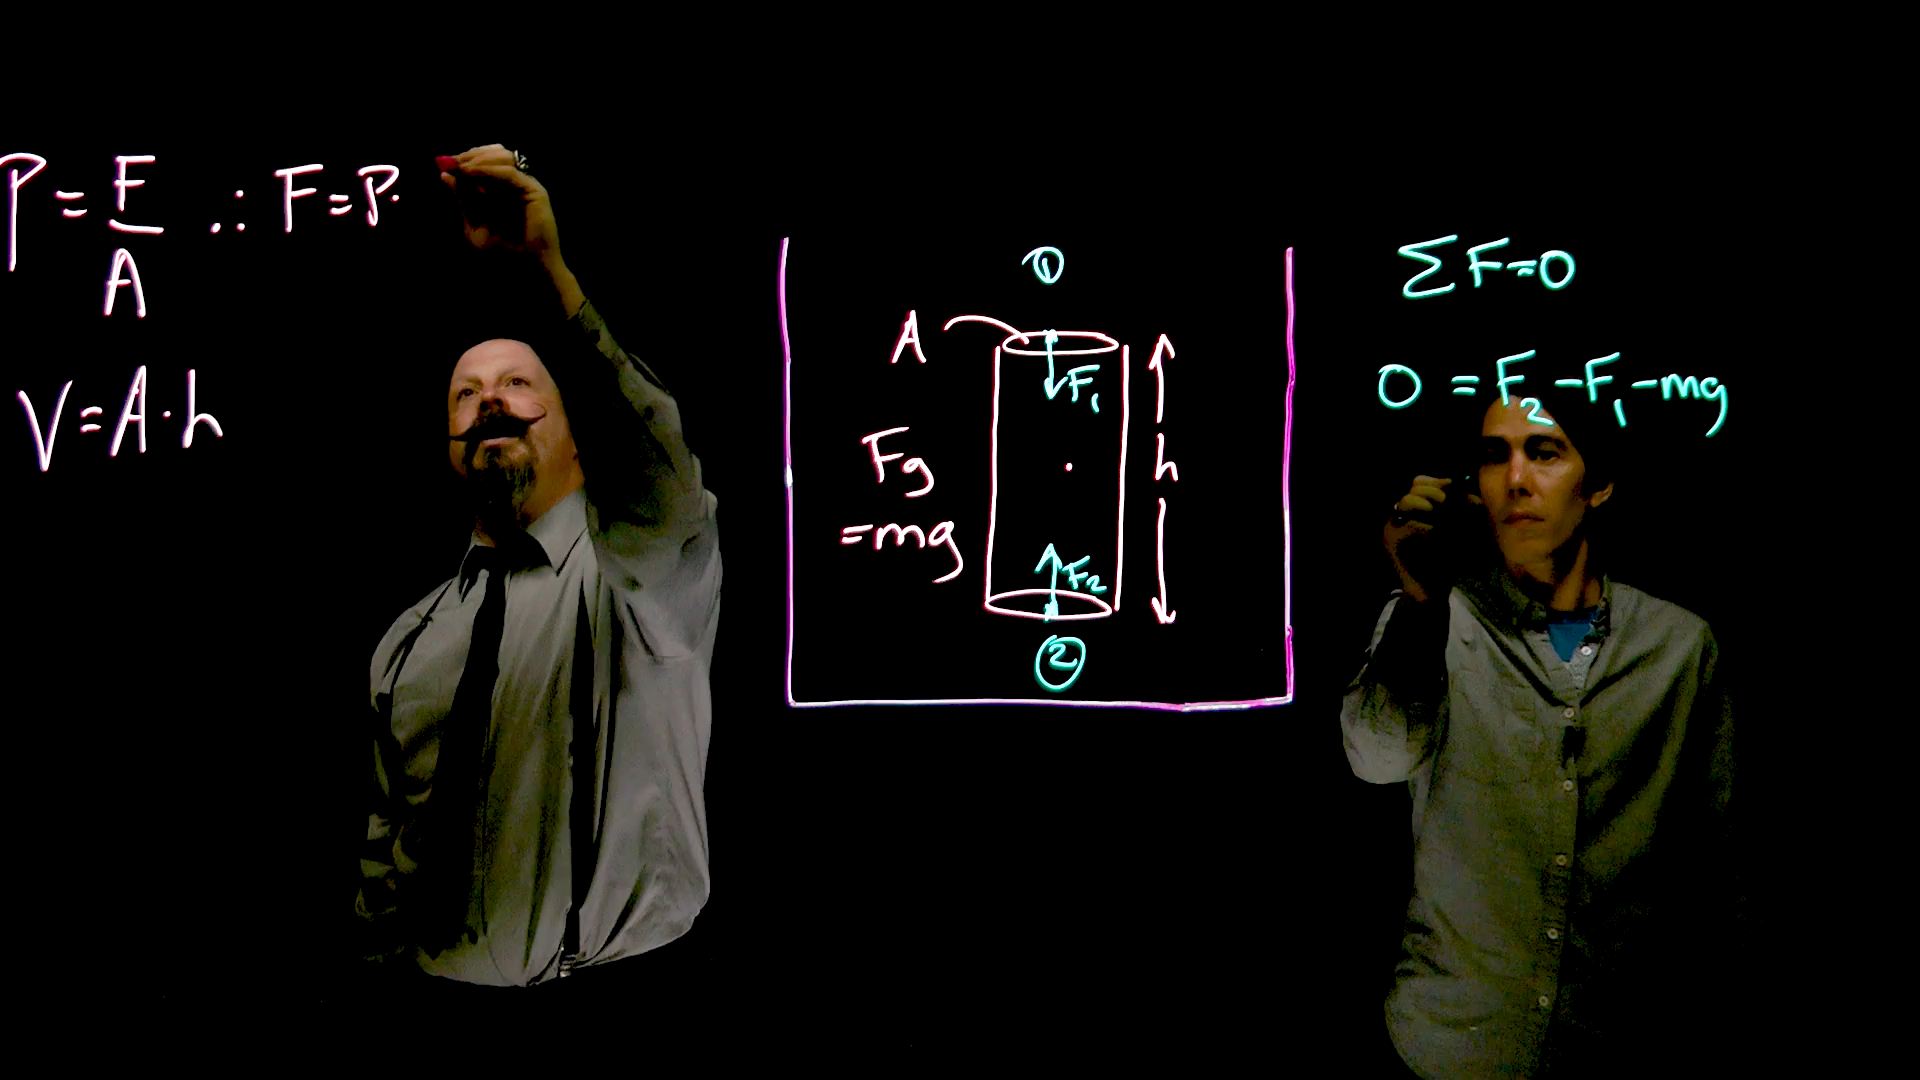 P = F/A ∴ F = P·
V = A·h
①
A
F₁
Fg
= mg
h
F₂
②
ΣF = 0
0 = F₂ - F₁ - mg